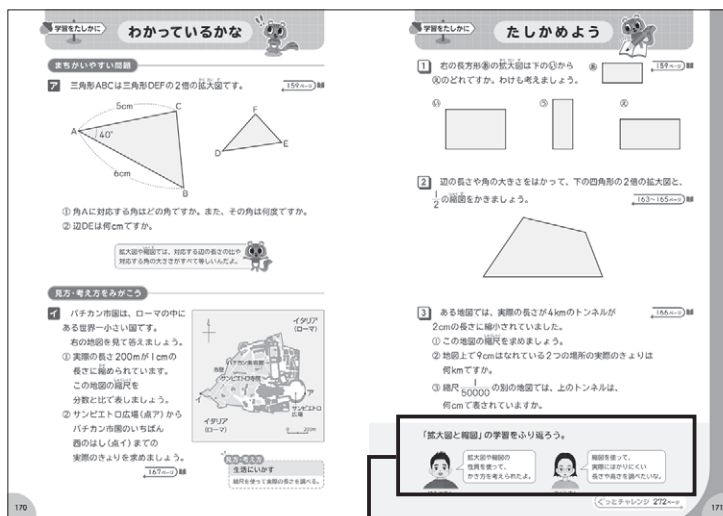 学習をたしかに
わかっているかな
まちがいやすい問題
ア 三角形ABCは三角形DEFの2倍の拡大図です。
159ページ
5cm
C
A
40°
6cm
B
F
D
E
① 角Aに対応する角はどの角ですか。また、その角は何度ですか。
② 辺DEは何cmですか。
拡大図や縮図では、対応する辺の長さの比や
対応する角の大きさがすべて等しいんだよ。
見方・考え方をみがこう
イ バチカン市国は、ローマの中に
ある世界一小さい国です。
右の地図を見て答えましょう。
① 実際の長さ200mが1cmの
長さに縮められています。
この地図の縮尺を
分数と比で表しましょう。
② サンピエトロ広場(点ア)から
バチカン市国のいちばん
西のはし(点イ)までの
実際のきょりを求めましょう。
167ページ
イタリア
(ローマ)
バチカン美術館
市壁
サンピエトロ寺院
ア
イ
サンピエトロ
広場
イタリア
(ローマ)
0 200m
見方・考え方
生活にいかす
縮尺を使って実際の長さを調べる。
170
学習をたしかに
たしかめよう
1 右の長方形あの拡大図は下のいから
えのどれですか。わけも考えましょう。
あ
159ページ
い
う
え
2 辺の長さや角の大きさをはかって、下の四角形の2倍の拡大図と、
1/2の縮図をかきましょう。
163~165ページ
3 ある地図では、実際の長さが4kmのトンネルが
2cmの長さに縮小されていました。
166ページ
① この地図の縮尺を求めましょう。
② 地図上で9cmはなれている2つの場所の実際のきょりは
何kmですか。
③ 縮尺1/50000の別の地図では、上のトンネルは、
何cmで表されていますか。
「拡大図と縮図」の学習をふり返ろう。
拡大図や縮図の
性質を使って、
かき方を考えられたよ。
縮図を使って、
実際にはかりにくい
長さや高さを調べたいな。
ぐっとチャレンジ 272ページ
171